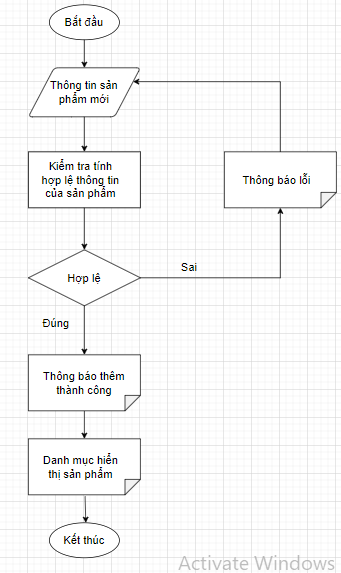 Bắt đầu
Thông tin sản
phẩm mới
Kiểm tra tính
hợp lệ thông tin
của sản phẩm
Thông báo lỗi
Hợp lệ
Sai
Đúng
Thông báo thêm
thành công
Danh mục hiển
thị sản phẩm
Kết thúc
Activate Windows